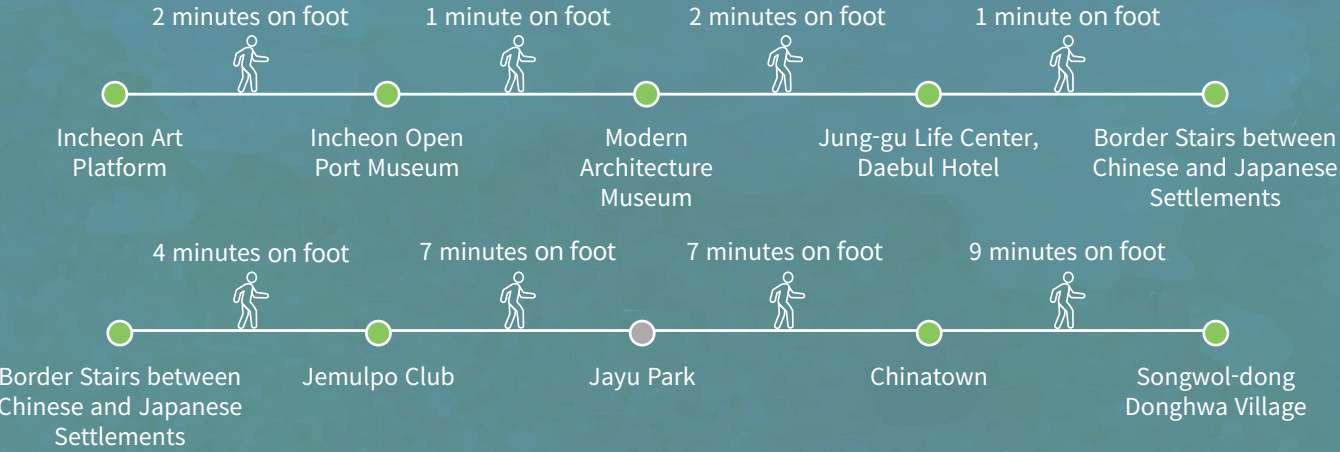 2 minutes on foot
1 minute on foot
2 minutes on foot
1 minute on foot
Incheon Art
Platform
Incheon Open
Port Museum
Modern
Architecture
Museum
Jung-gu Life Center,
Daebul Hotel
Border Stairs between
Chinese and Japanese
Settlements
4 minutes on foot
7 minutes on foot
7 minutes on foot
9 minutes on foot
Border Stairs between
Chinese and Japanese
Settlements
Jemulpo Club
Jayu Park
Chinatown
Songwol-dong
Donghwa Village